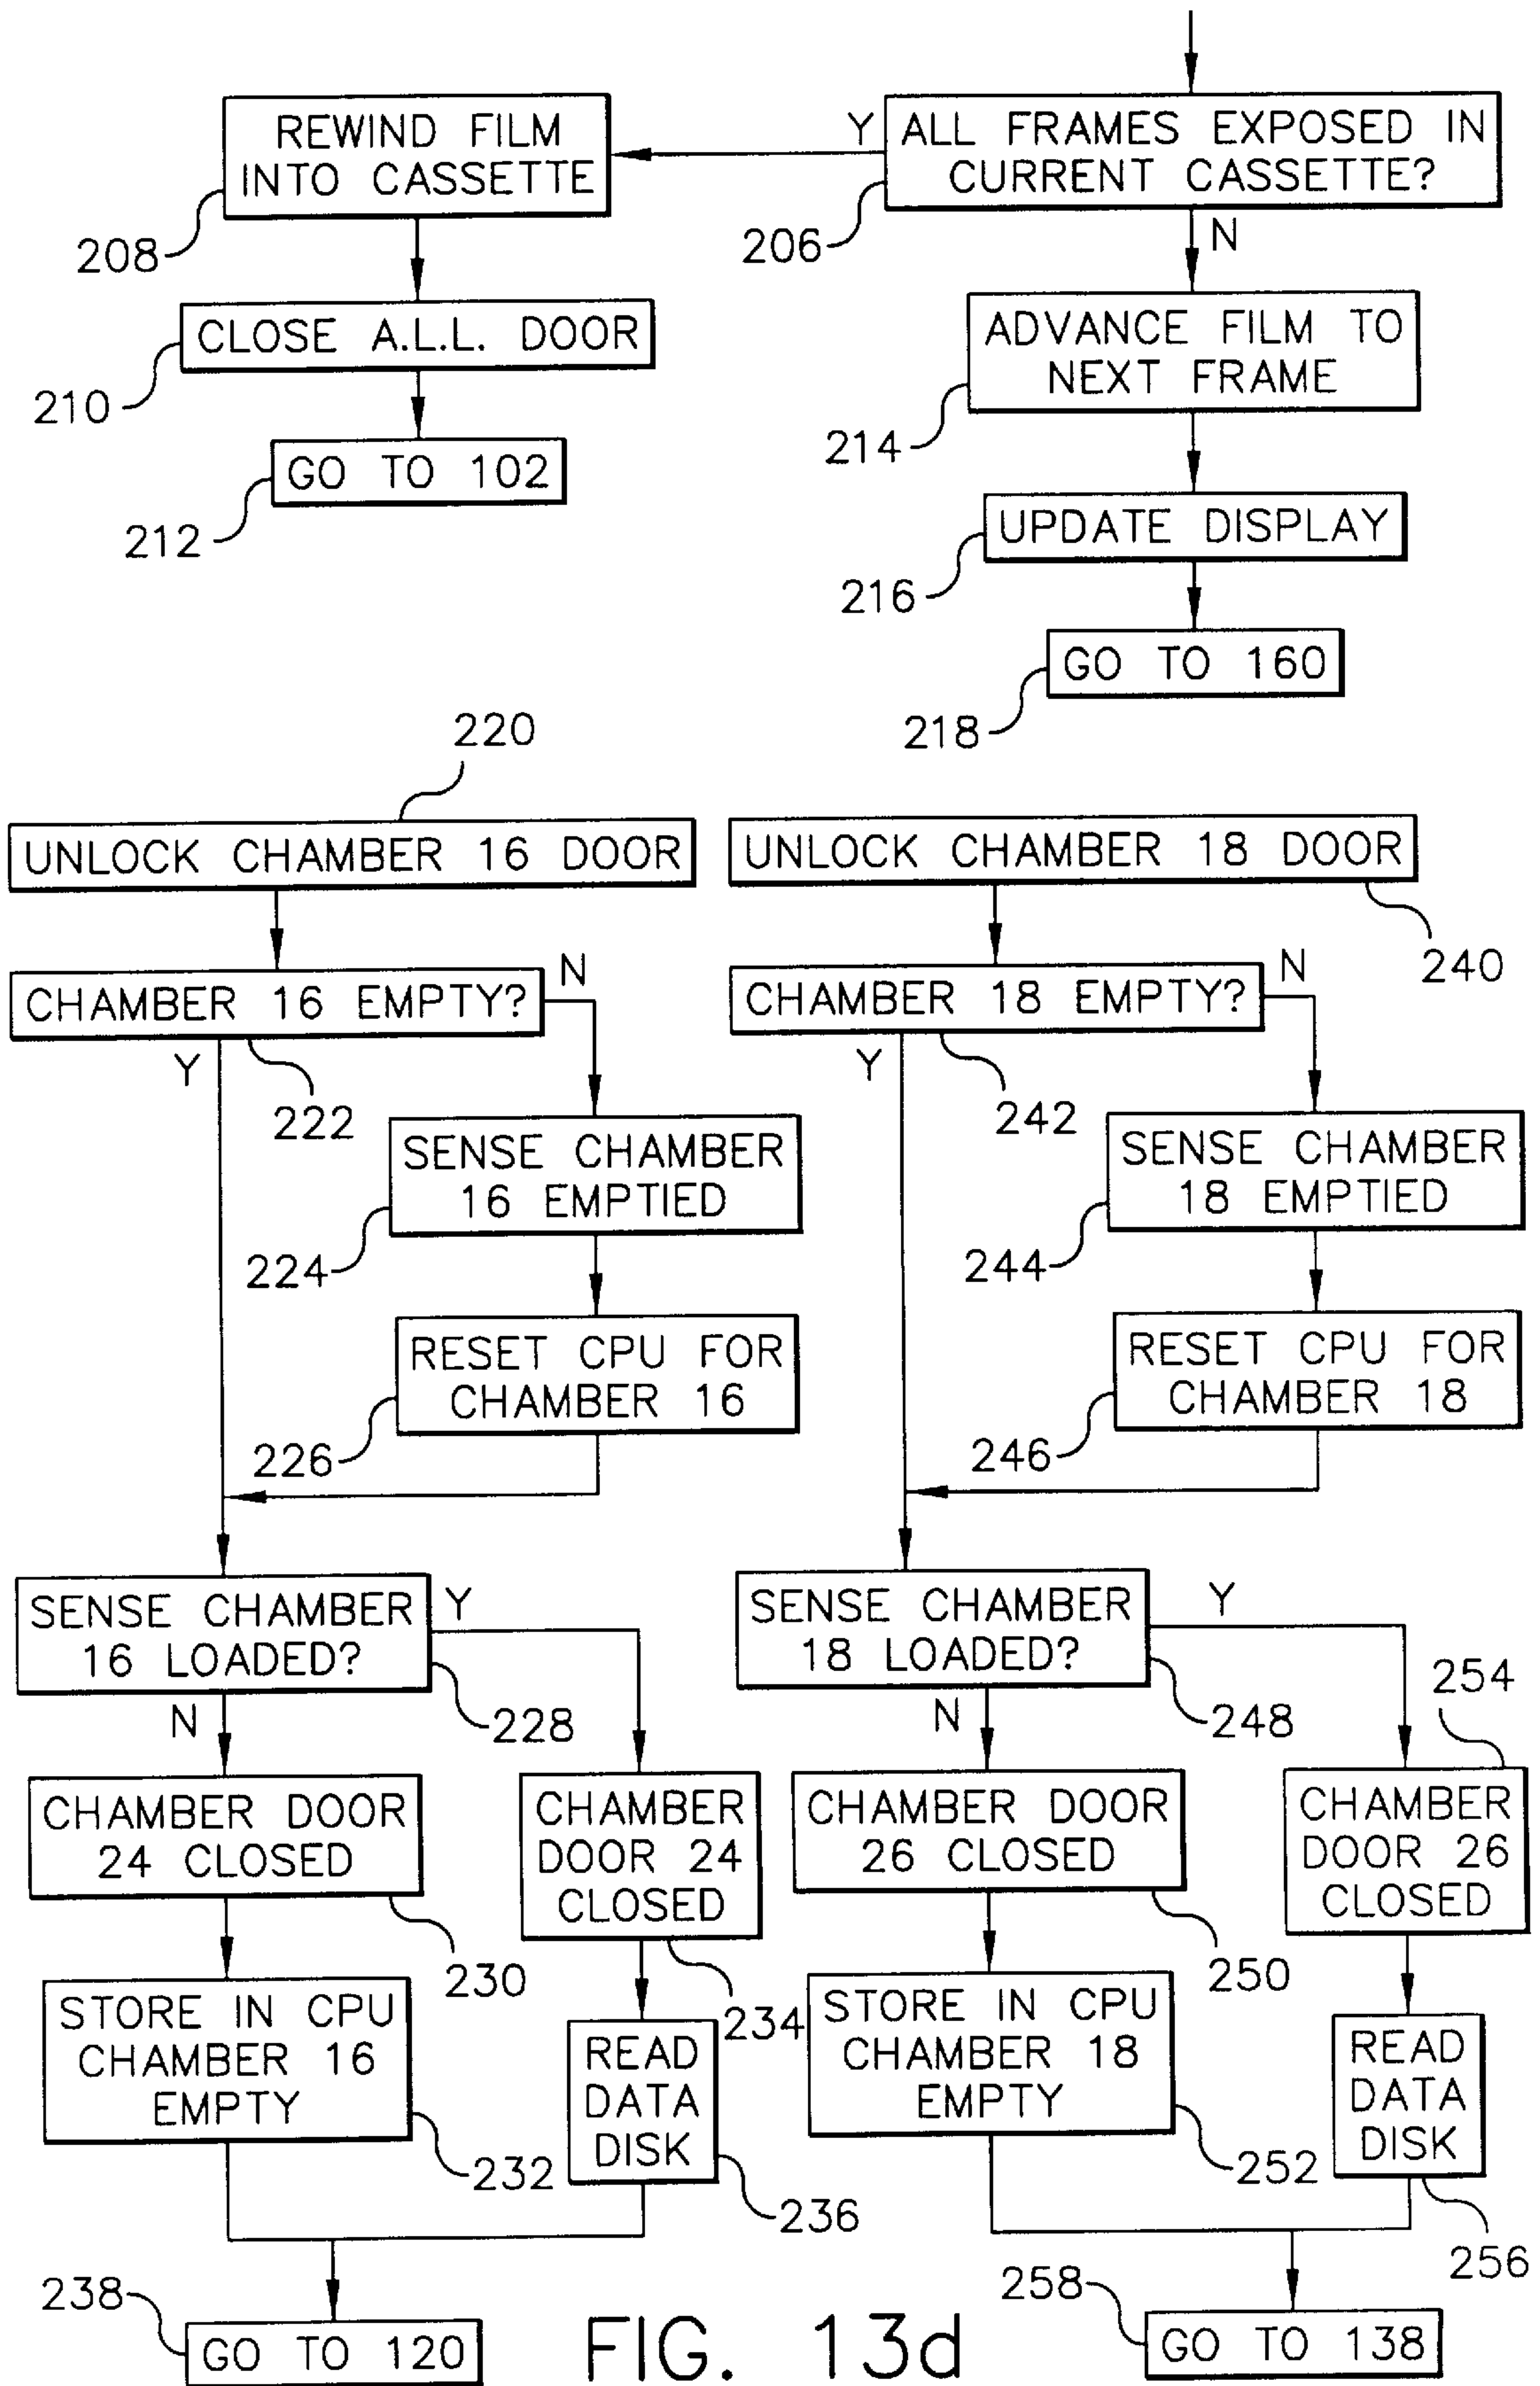 Y
ALL FRAMES EXPOSED IN
CURRENT CASSETTE?
206
N
REWIND FILM
INTO CASSETTE
208
CLOSE A.L.L. DOOR
210
GO TO 102
212
ADVANCE FILM TO
NEXT FRAME
214
UPDATE DISPLAY
216
GO TO 160
218
220
UNLOCK CHAMBER 16 DOOR
CHAMBER 16 EMPTY?
N
Y
222
SENSE CHAMBER
16 EMPTIED
224
RESET CPU FOR
CHAMBER 16
226
SENSE CHAMBER
16 LOADED?
Y
228
N
CHAMBER DOOR
24 CLOSED
230
STORE IN CPU
CHAMBER 16
EMPTY
232
CHAMBER
DOOR 24
CLOSED
234
READ
DATA
DISK
236
238
GO TO 120
UNLOCK CHAMBER 18 DOOR
240
CHAMBER 18 EMPTY?
N
Y
242
SENSE CHAMBER
18 EMPTIED
244
RESET CPU FOR
CHAMBER 18
246
SENSE CHAMBER
18 LOADED?
Y
248
N
CHAMBER DOOR
26 CLOSED
250
STORE IN CPU
CHAMBER 18
EMPTY
252
254
CHAMBER
DOOR 26
CLOSED
READ
DATA
DISK
256
258
GO TO 138
FIG. 13d